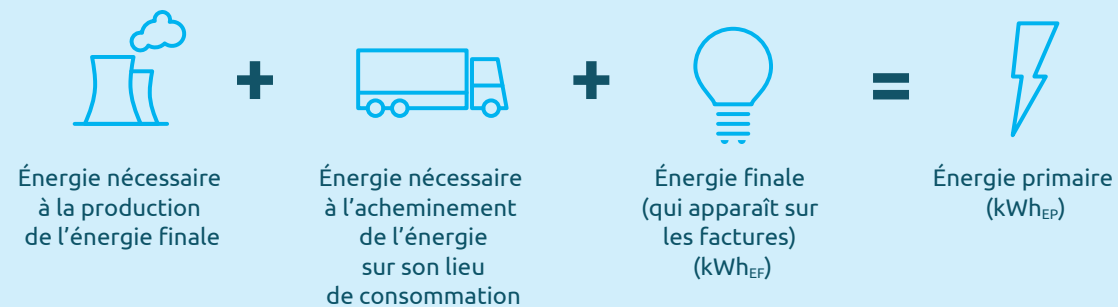 +
+
=
Énergie nécessaire
à la production
de l’énergie finale
Énergie nécessaire
à l’acheminement
de l’énergie
sur son lieu
de consommation
Énergie finale
(qui apparaît sur
les factures)
(kWhEF)
Énergie primaire
(kWhEP)